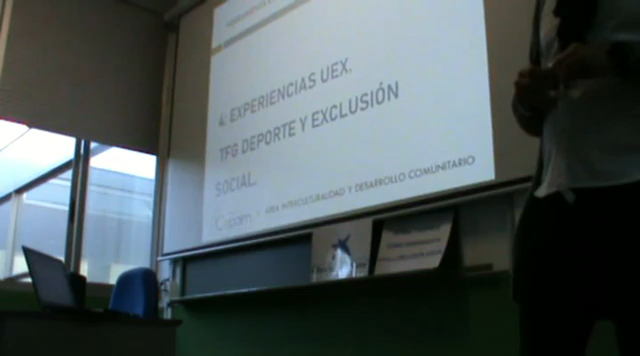 4. EXPERIENCIAS UEX.
TFG DEPORTE Y EXCLUSIÓN
SOCIAL.
ÁREA INTERCULTURALIDAD Y DESARROLLO COMUNITARIO